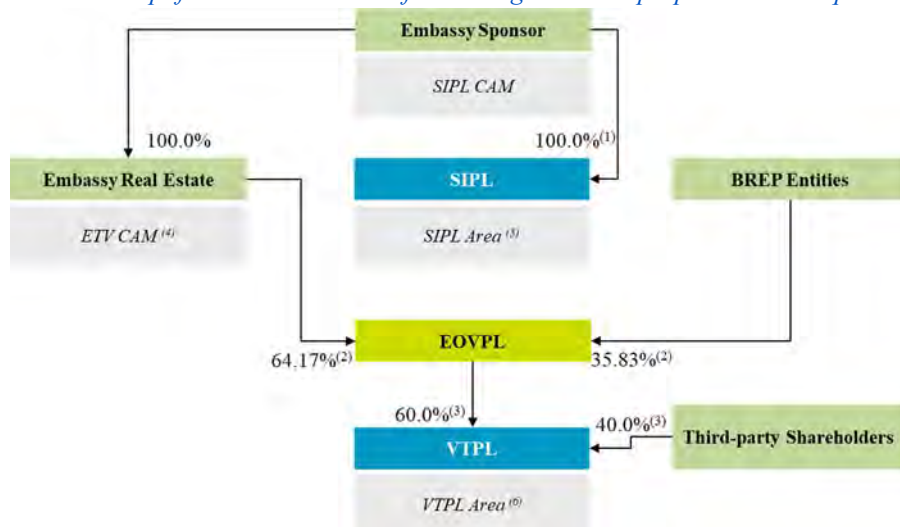 Embassy Sponsor
SIPL CAM
100.0%
100.0%(1)
Embassy Real Estate
SIPL
BREP Entities
ETV CAM (4)
SIPL Area (5)
EOVPL
64.17%(2)
35.83%(2)
60.0%(3)
40.0%(3)
VTPL
Third-party Shareholders
VTPL Area (6)